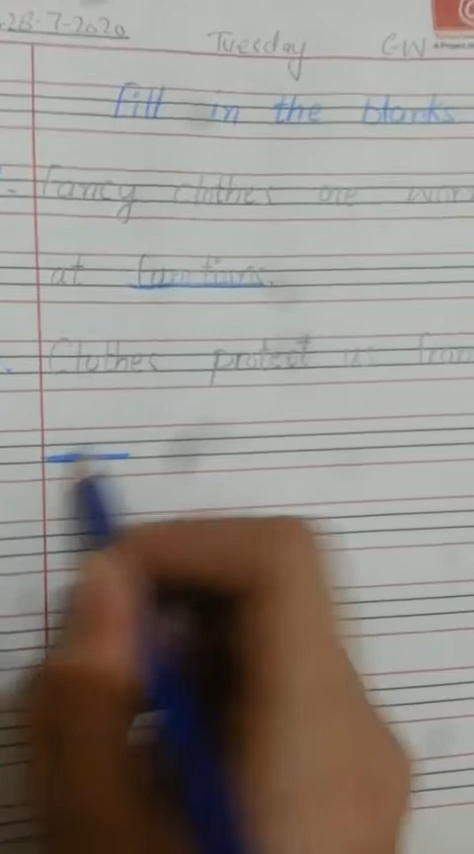 28-7-2020 Tuesday CW
Fill in the blanks
Fancy clothes are
at functions.
Clothes protect us from